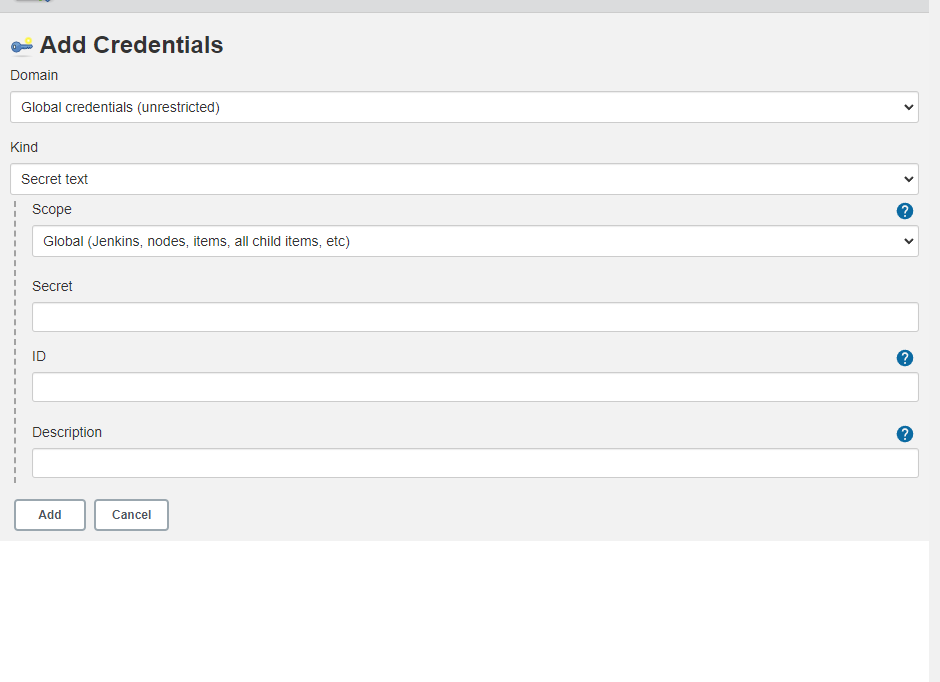 Add Credentials
Domain
Global credentials (unrestricted)
Kind
Secret text
Scope
?
Global (Jenkins, nodes, items, all child items, etc)
Secret
ID
?
Description
?
Add Cancel